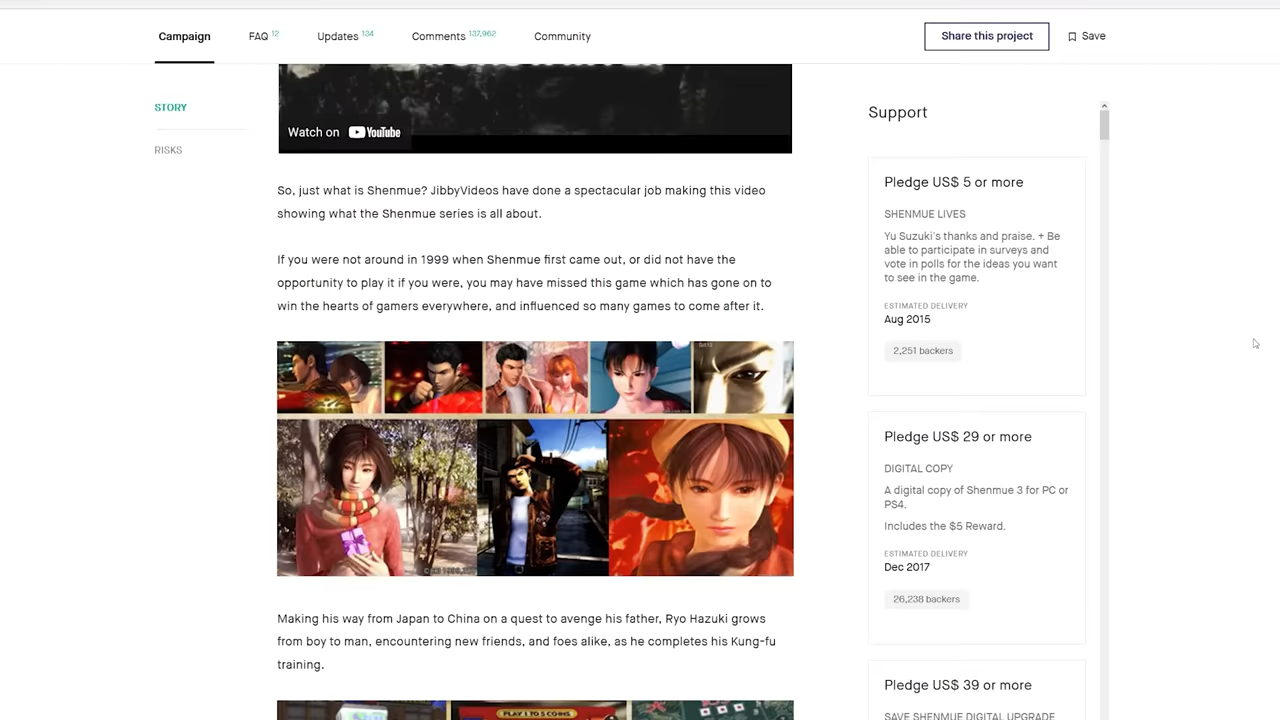 Campaign FAQ 12 Updates 134 Comments 137,962 Community Share this project Save
STORY
RISKS
Watch on YouTube
So, just what is Shenmue? JibbyVideos have done a spectacular job making this video
showing what the Shenmue series is all about.
If you were not around in 1999 when Shenmue first came out, or did not have the
opportunity to play it if you were, you may have missed this game which has gone on to
win the hearts of gamers everywhere, and influenced so many games to come after it.
Making his way from Japan to China on a quest to avenge his father, Ryo Hazuki grows
from boy to man, encountering new friends, and foes alike, as he completes his Kung-fu
training.
PLAY 1 TO 5 COINS
Support
Pledge US$ 5 or more
SHENMUE LIVES
Yu Suzuki's thanks and praise. + Be
able to participate in surveys and
vote in polls for the ideas you want
to see in the game.
ESTIMATED DELIVERY
Aug 2015
2,251 backers
Pledge US$ 29 or more
DIGITAL COPY
A digital copy of Shenmue 3 for PC or
PS4.
Includes the $5 Reward.
ESTIMATED DELIVERY
Dec 2017
26,238 backers
Pledge US$ 39 or more
SAVE SHENMUE DIGITAL UPGRADE